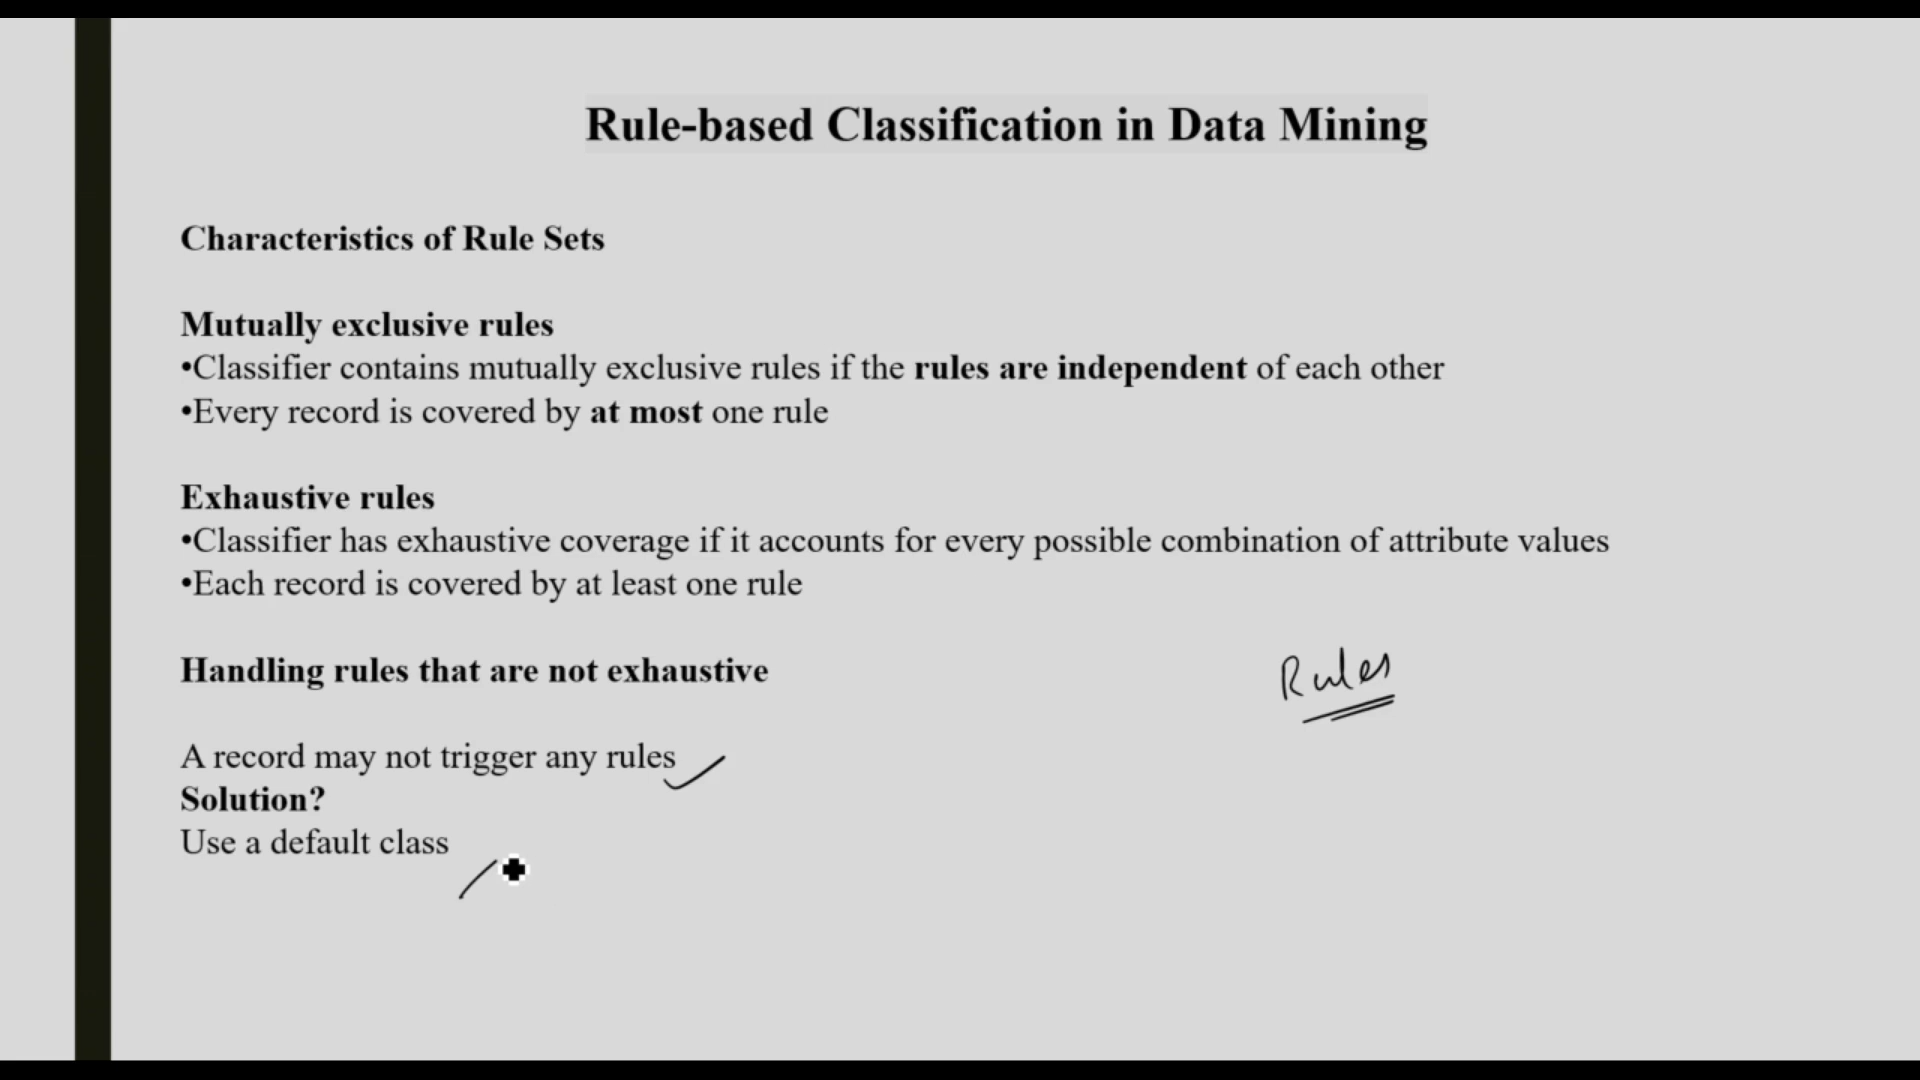 Rule-based Classification in Data Mining
Characteristics of Rule Sets
Mutually exclusive rules
•Classifier contains mutually exclusive rules if the rules are independent of each other
•Every record is covered by at most one rule
Exhaustive rules
•Classifier has exhaustive coverage if it accounts for every possible combination of attribute values
•Each record is covered by at least one rule
Handling rules that are not exhaustive
Rules
A record may not trigger any rules
Solution?
Use a default class